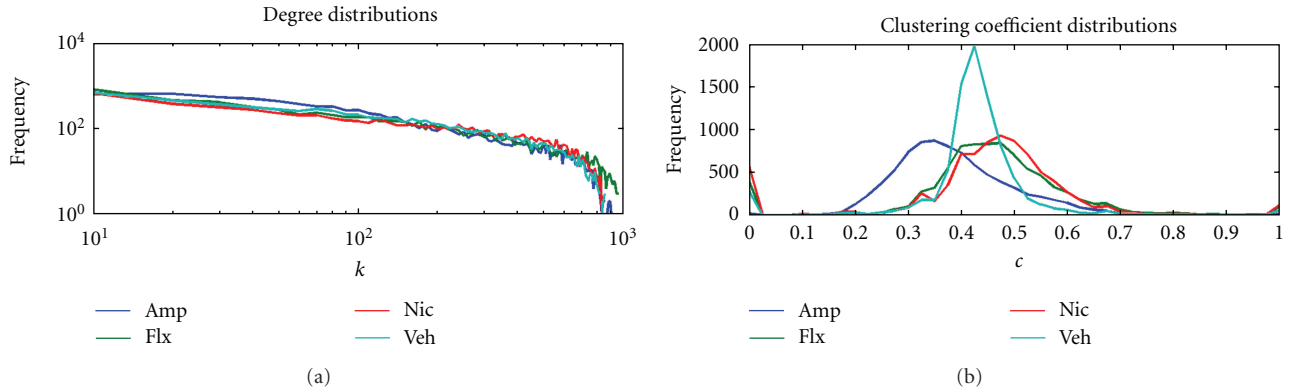 Degree distributions
10^4
10^2
10^0
Frequency
10^1
10^2
10^3
k
Amp
Flx
Nic
Veh
(a)
Clustering coefficient distributions
2000
1500
1000
500
0
Frequency
0 0.1 0.2 0.3 0.4 0.5 0.6 0.7 0.8 0.9 1
c
Amp
Flx
Nic
Veh
(b)